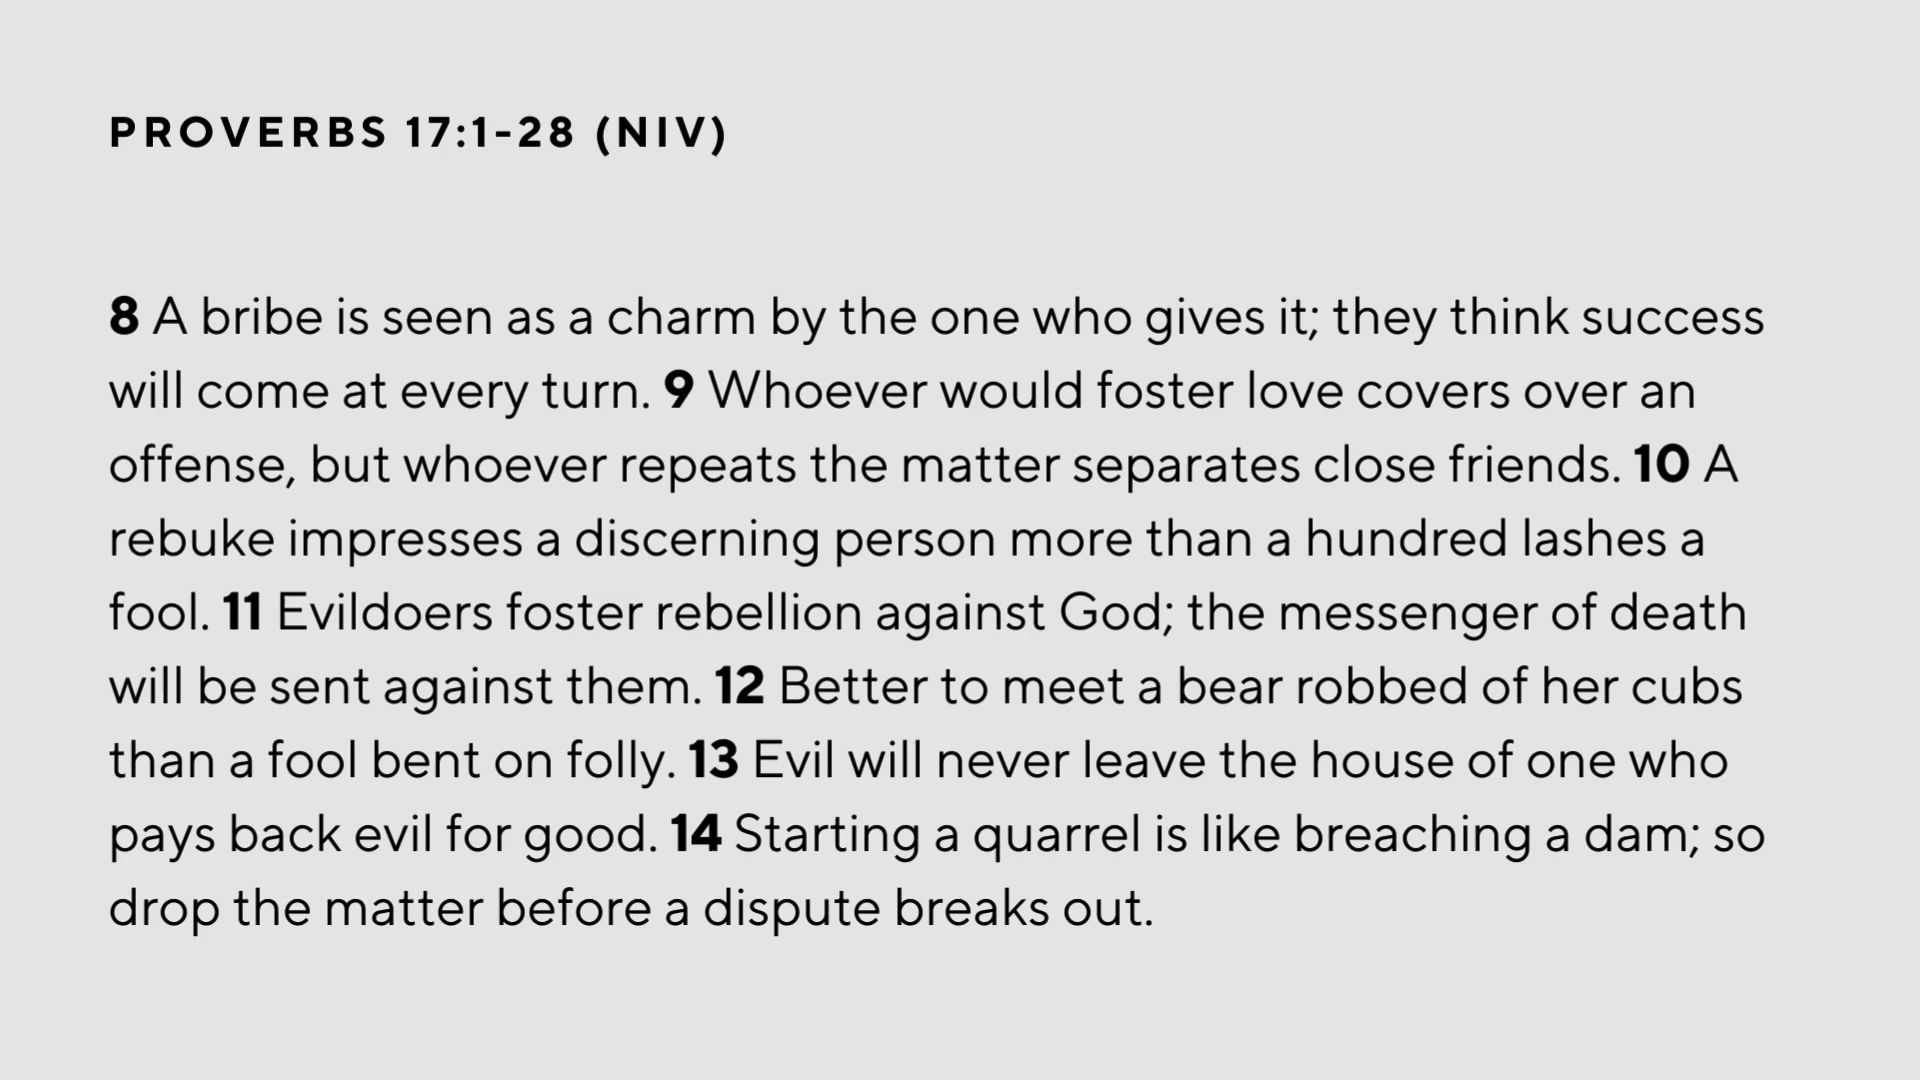 PROVERBS 17:1-28 (NIV)
8 A bribe is seen as a charm by the one who gives it; they think success
will come at every turn. 9 Whoever would foster love covers over an
offense, but whoever repeats the matter separates close friends. 10 A
rebuke impresses a discerning person more than a hundred lashes a
fool. 11 Evildoers foster rebellion against God; the messenger of death
will be sent against them. 12 Better to meet a bear robbed of her cubs
than a fool bent on folly. 13 Evil will never leave the house of one who
pays back evil for good. 14 Starting a quarrel is like breaching a dam; so
drop the matter before a dispute breaks out.